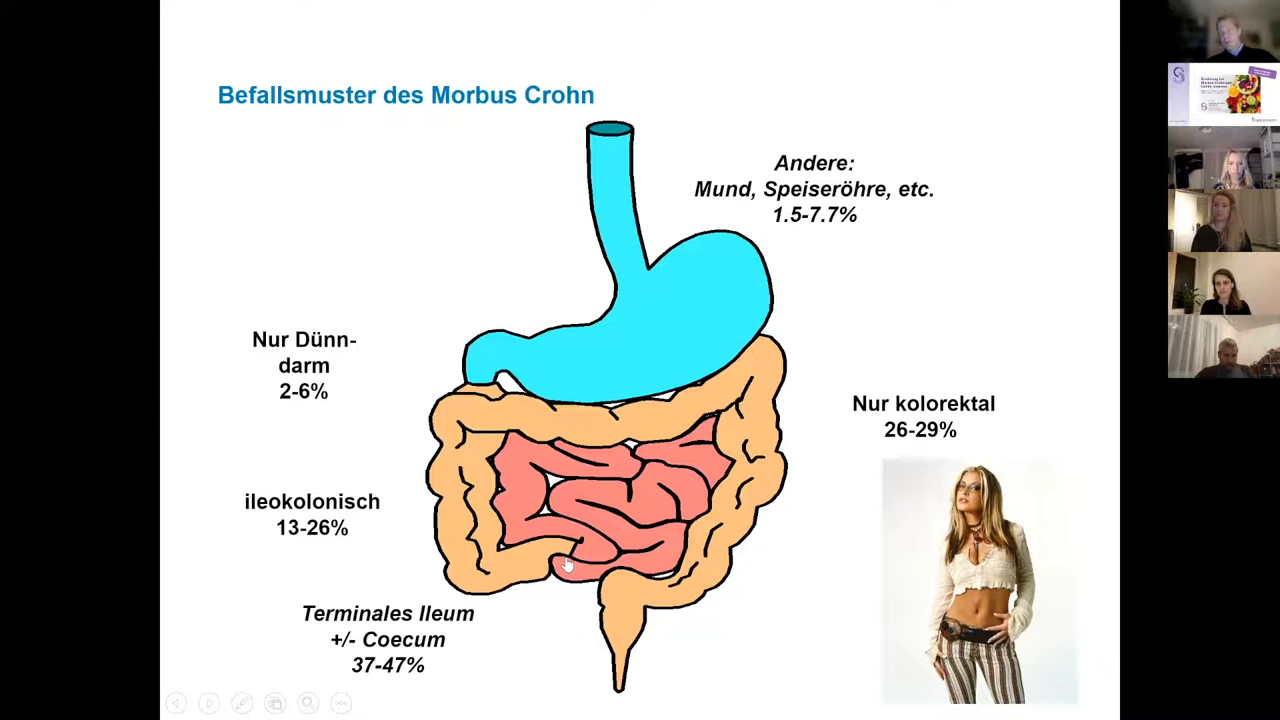 Befallsmuster des Morbus Crohn
Andere:
Mund, Speiseröhre, etc.
1.5-7.7%
Nur Dünn-
darm
2-6%
Nur kolorektal
26-29%
ileokolonisch
13-26%
Terminales Ileum
+/- Coecum
37-47%